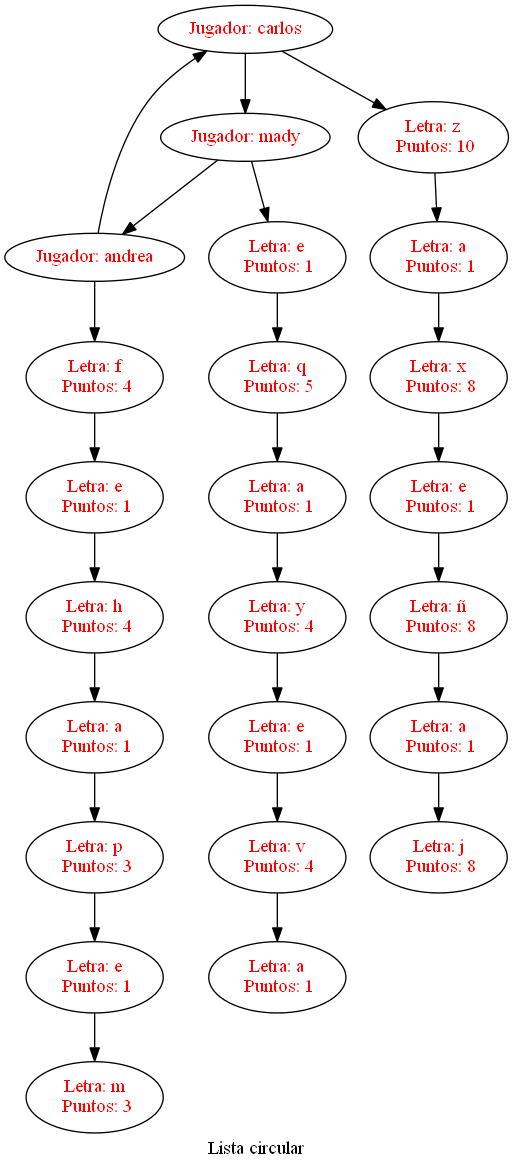 Jugador: carlos
Jugador: mady
Letra: z
Puntos: 10
Jugador: andrea
Letra: e
Puntos: 1
Letra: a
Puntos: 1
Letra: f
Puntos: 4
Letra: q
Puntos: 5
Letra: x
Puntos: 8
Letra: e
Puntos: 1
Letra: a
Puntos: 1
Letra: e
Puntos: 1
Letra: h
Puntos: 4
Letra: y
Puntos: 4
Letra: ñ
Puntos: 8
Letra: a
Puntos: 1
Letra: e
Puntos: 1
Letra: a
Puntos: 1
Letra: p
Puntos: 3
Letra: v
Puntos: 4
Letra: j
Puntos: 8
Letra: e
Puntos: 1
Letra: a
Puntos: 1
Letra: m
Puntos: 3
Lista circular